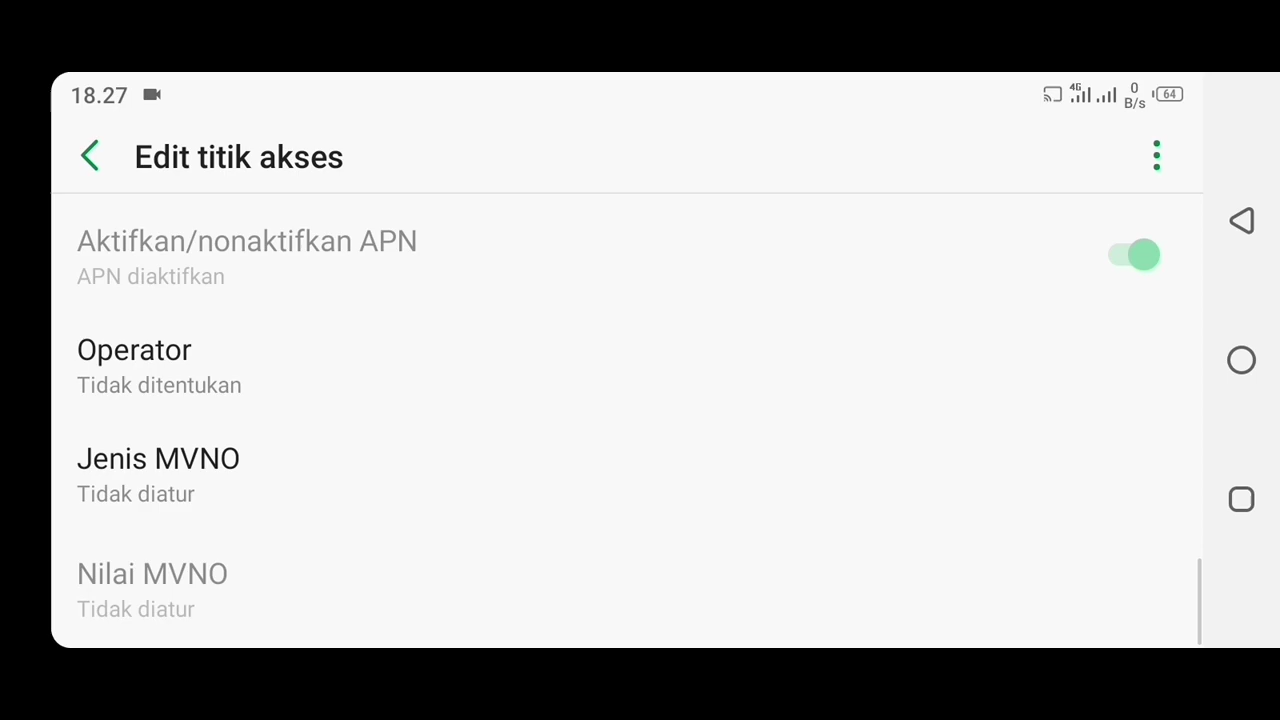 18.27 4G 0 B/s 64
Edit titik akses
Aktifkan/nonaktifkan APN
APN diaktifkan
Operator
Tidak ditentukan
Jenis MVNO
Tidak diatur
Nilai MVNO
Tidak diatur